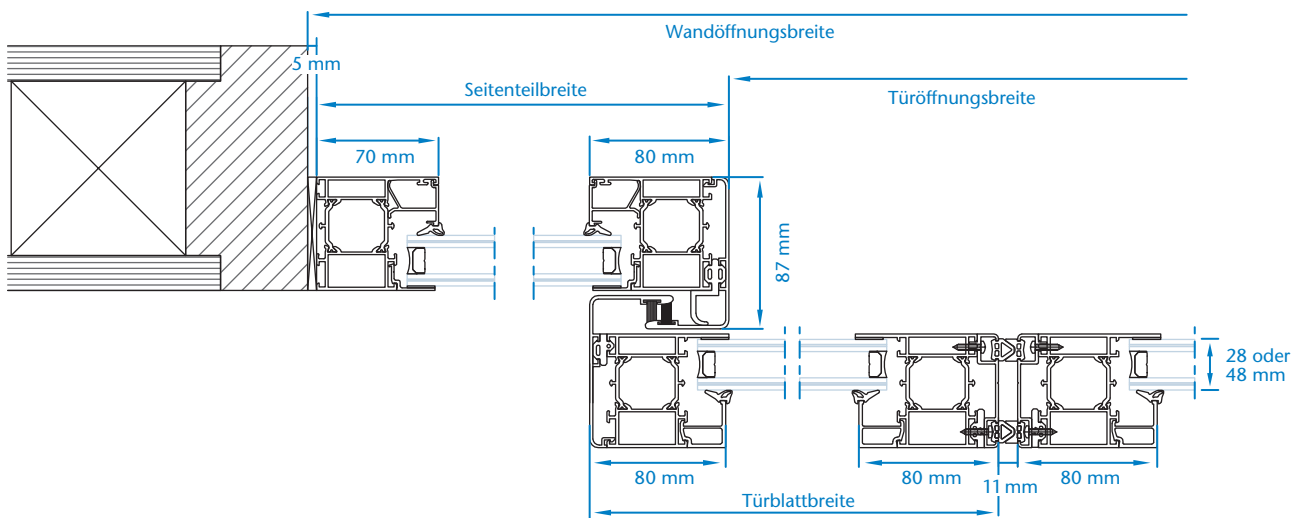 Wandöffnungsbreite
5 mm
Seitenteilbreite
Türöffnungsbreite
70 mm
80 mm
87 mm
28 oder
48 mm
80 mm
80 mm
11 mm
80 mm
Türblattbreite